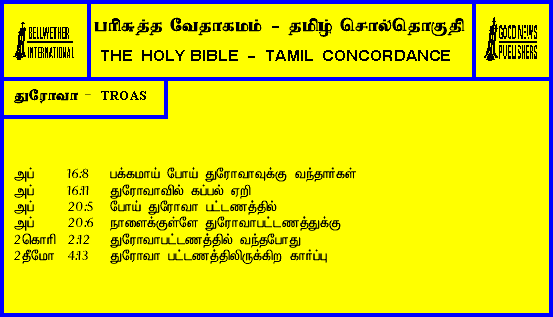 BELLWETHER INTERNATIONAL
பரிசுத்த வேதாகமம் - தமிழ் சொல்தொகுதி
THE HOLY BIBLE - TAMIL CONCORDANCE
GOOD NEWS PUBLISHERS
துரோவா - TROAS
அப் 16:8 பக்கமாய் போய் துரோவாவுக்கு வந்தார்கள்
அப் 16:11 துரோவாவில் கப்பல் ஏறி
அப் 20:5 போய் துரோவா பட்டணத்தில்
அப் 20:6 நாளைக்குள்ளே துரோவாபட்டணத்துக்கு
2கொரி 2:12 துரோவாபட்டணத்தில் வந்தபோது
2தீமோ 4:13 துரோவா பட்டணத்திலிருக்கிற கார்ப்பு